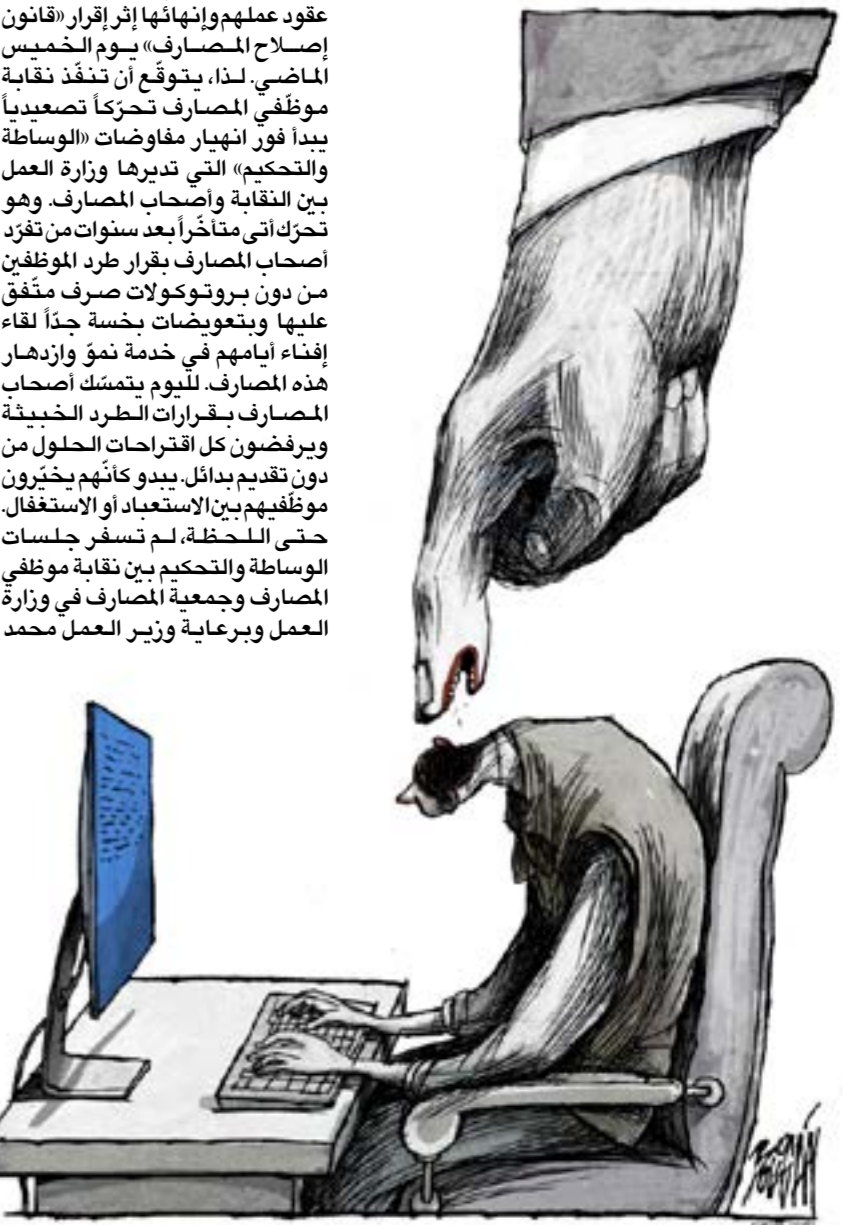 عقود عملهم وإنهائها إثر إقرار «قانون
إصلاح المصارف» يوم الخميس
الماضي. لذا، يتوقّع أن تنفّذ نقابة
موظّفي المصارف تحرّكاً تصعيدياً
يبدأ فور انهيار مفاوضات «الوساطة
والتحكيم» التي تديرها وزارة العمل
بين النقابة وأصحاب المصارف. وهو
تحرّك أتى متأخّراً بعد سنوات من تفرّد
أصحاب المصارف بقرار طرد الموظفين
من دون بروتوكولات صرف متّفق
عليها وبتعويضات بخسة جدّاً لقاء
إفناء أيامهم في خدمة نموّ وازدهار
هذه المصارف. لليوم يتمسّك أصحاب
المصارف بقرارات الطرد الخبيثة
ويرفضون كل اقتراحات الحلول من
دون تقديم بدائل. يبدو كأنّهم يخيّرون
موظّفيهم بين الاستعباد أو الاستغفال.
حتى اللحظة، لم تسفر جلسات
الوساطة والتحكيم بين نقابة موظفي
المصارف وجمعية المصارف في وزارة
العمل وبرعاية وزير العمل محمد